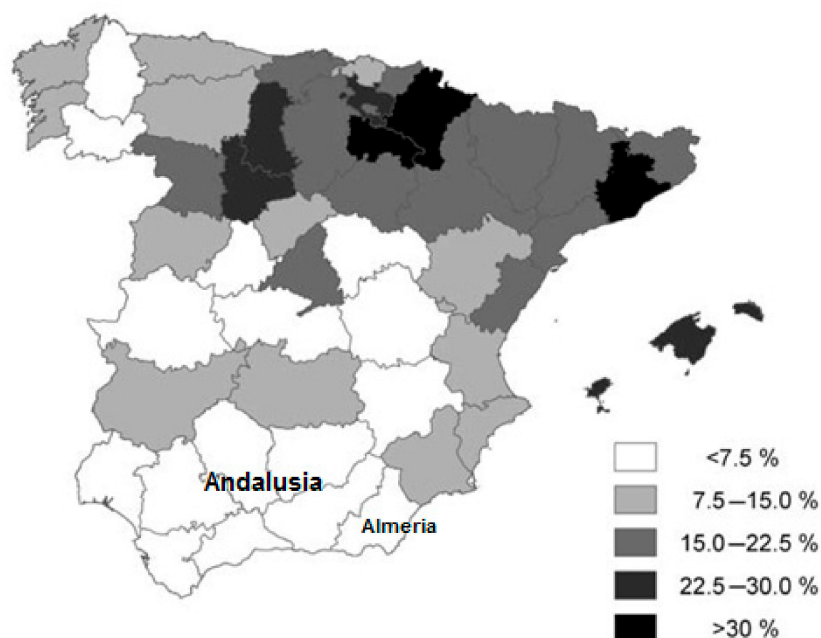 Andalusia
Almeria
<7.5 %
7.5–15.0 %
15.0–22.5 %
22.5–30.0 %
>30 %